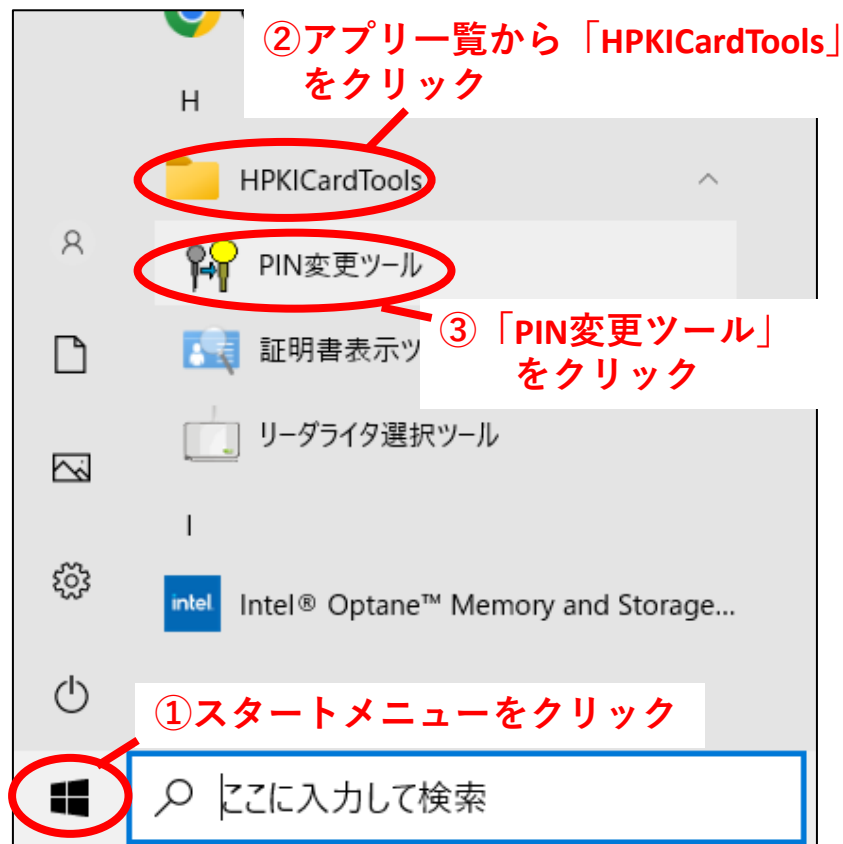 ②アプリ一覧から「HPKICardTools」
をクリック
H
HPKICardTools
PIN変更ツール
③「PIN変更ツール」
をクリック
証明書表示ツ
リーダライタ選択ツール
I
intel
Intel® Optane™ Memory and Storage...
①スタートメニューをクリック
ここに入力して検索